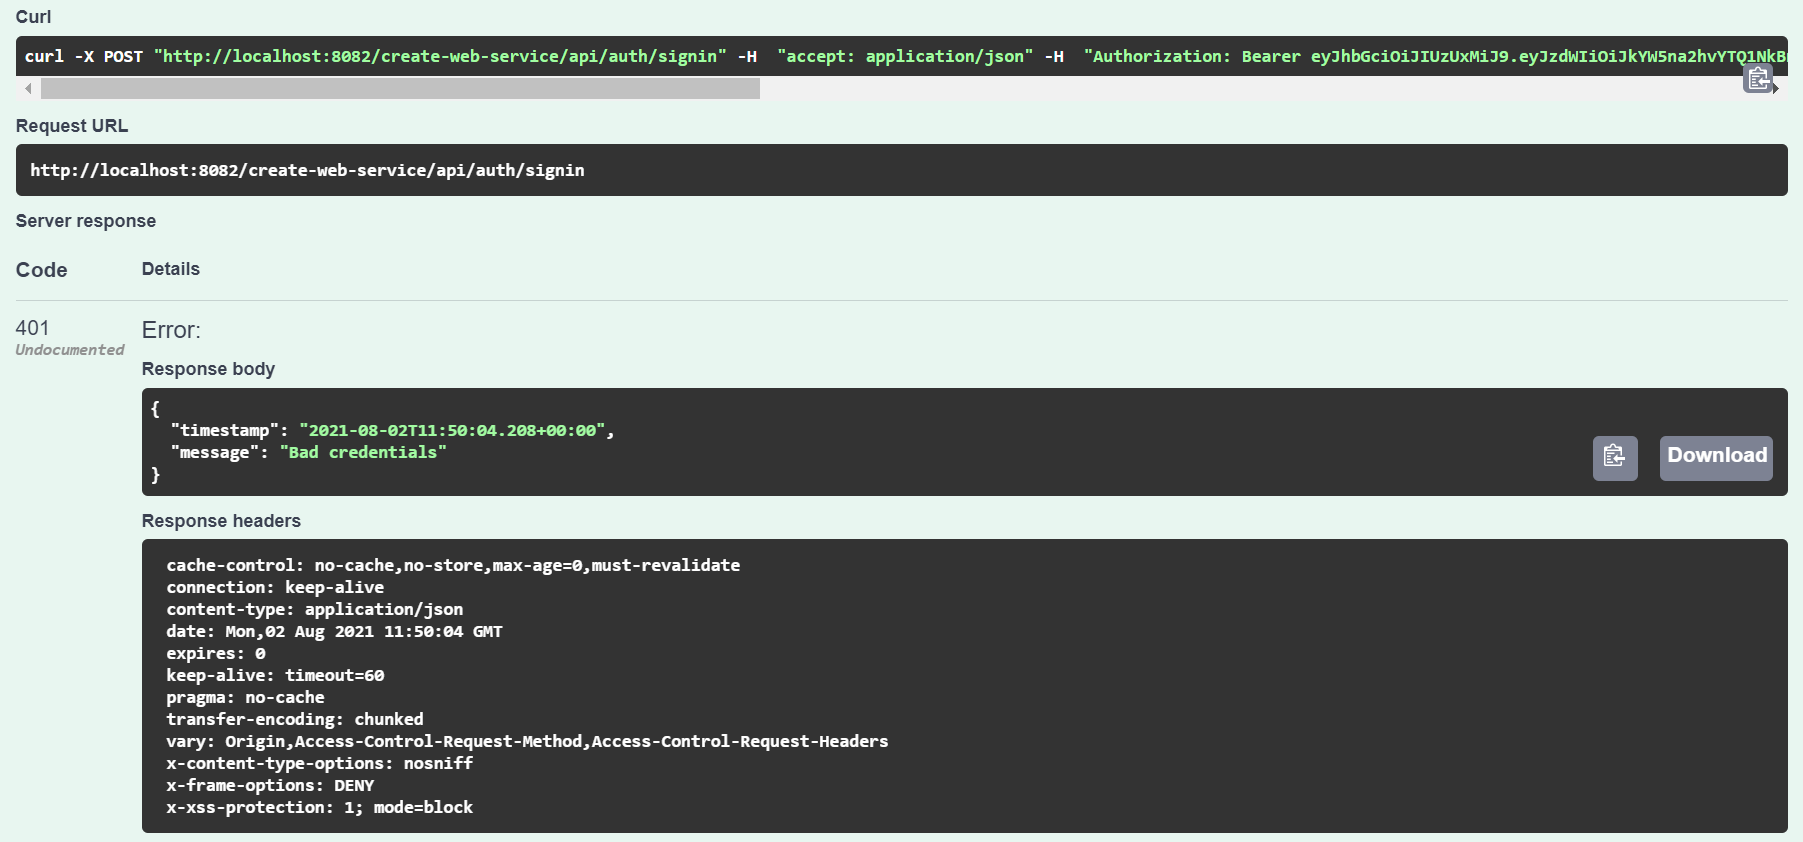 Curl
curl -X POST "http://localhost:8082/create-web-service/api/auth/signin" -H  "accept: application/json" -H  "Authorization: Bearer
Request URL
http://localhost:8082/create-web-service/api/auth/signin
Server response
Code Details
401 Error:
Undocumented
Response body
{
"timestamp": "2021-08-02T11:50:04.208+00:00",
"message": "Bad credentials"
}
Download
Response headers
cache-control: no-cache,no-store,max-age=0,must-revalidate
connection: keep-alive
content-type: application/json
date: Mon,02 Aug 2021 11:50:04 GMT
expires: 0
keep-alive: timeout=60
pragma: no-cache
transfer-encoding: chunked
vary: Origin,Access-Control-Request-Method,Access-Control-Request-Headers
x-content-type-options: nosniff
x-frame-options: DENY
x-xss-protection: 1; mode=block